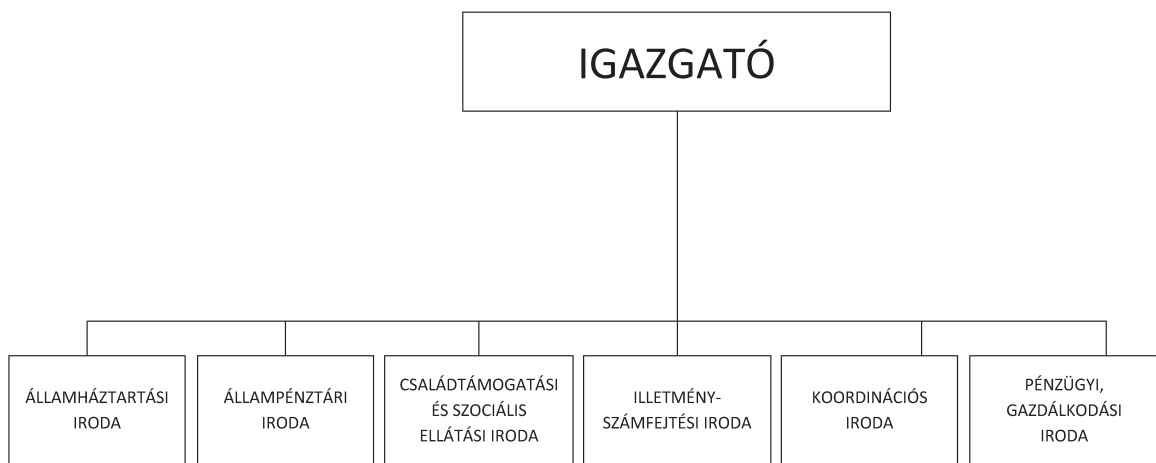 IGAZGATÓ
ÁLLAMHÁZTARTÁSI
IRODA
ÁLLAMPÉNZTÁRI
IRODA
CSALÁDTÁMOGATÁSI
ÉS SZOCIÁLIS
ELLÁTÁSI IRODA
ILLETMÉNY-
SZÁMFEJTÉSI IRODA
KOORDINÁCIÓS
IRODA
PÉNZÜGYI,
GAZDÁLKODÁSI
IRODA